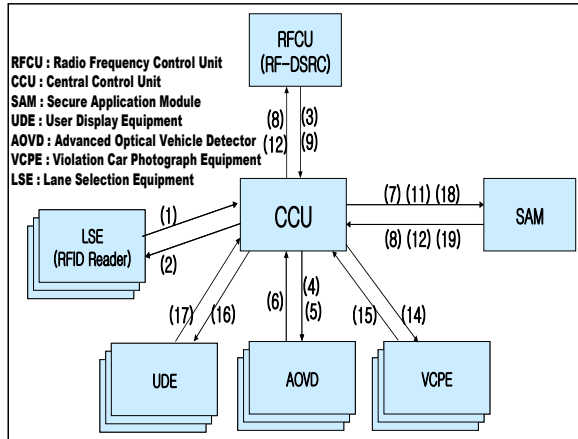 RFCU
(RF-DSRC)
RFCU : Radio Frequency Control Unit
CCU : Central Control Unit
SAM : Secure Application Module
UDE : User Display Equipment
AOVD : Advanced Optical Vehicle Detector
VCPE : Violation Car Photograph Equipment
LSE : Lane Selection Equipment
(8) (3)
(12) (9)
(1)
(7) (11) (18)
CCU
SAM
LSE
(RFID Reader)
(2)
(8) (12) (19)
(17) (16)
(6) (4)
(5)
(15) (14)
UDE
AOVD
VCPE